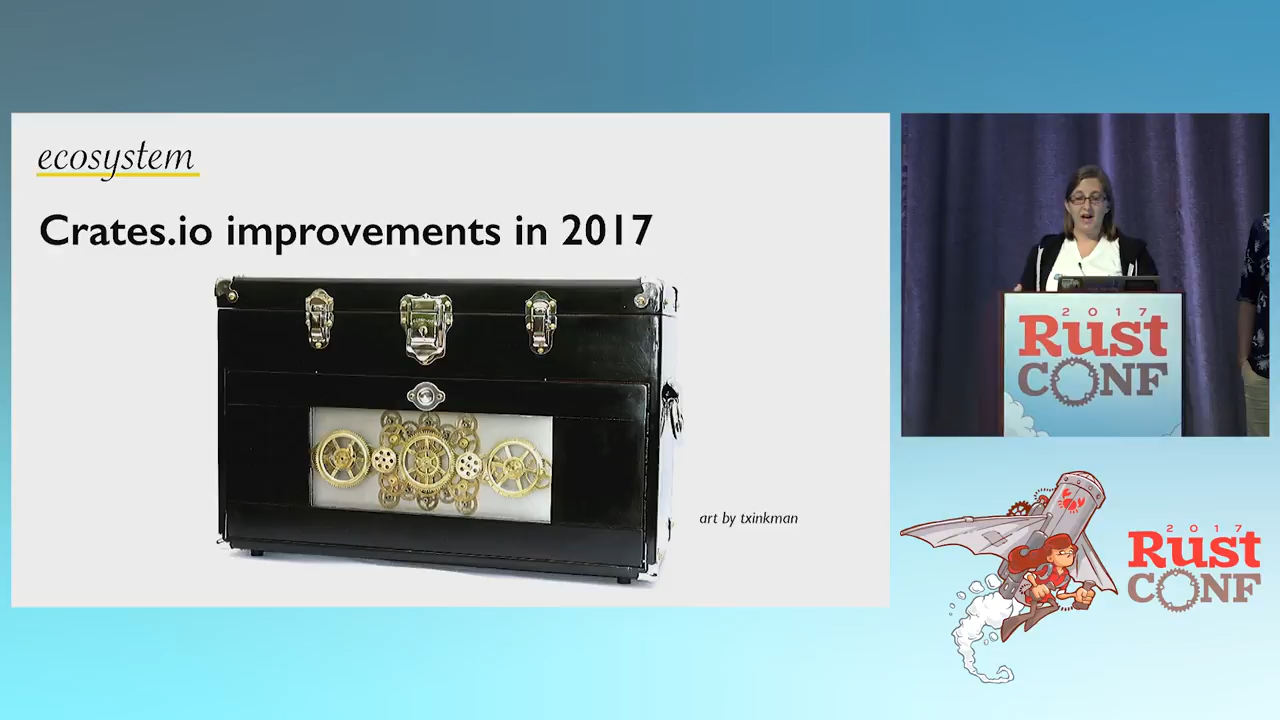 ecosystem
Crates.io improvements in 2017
art by txinkman
2017
Rust
CONF
2017
Rust
CONF